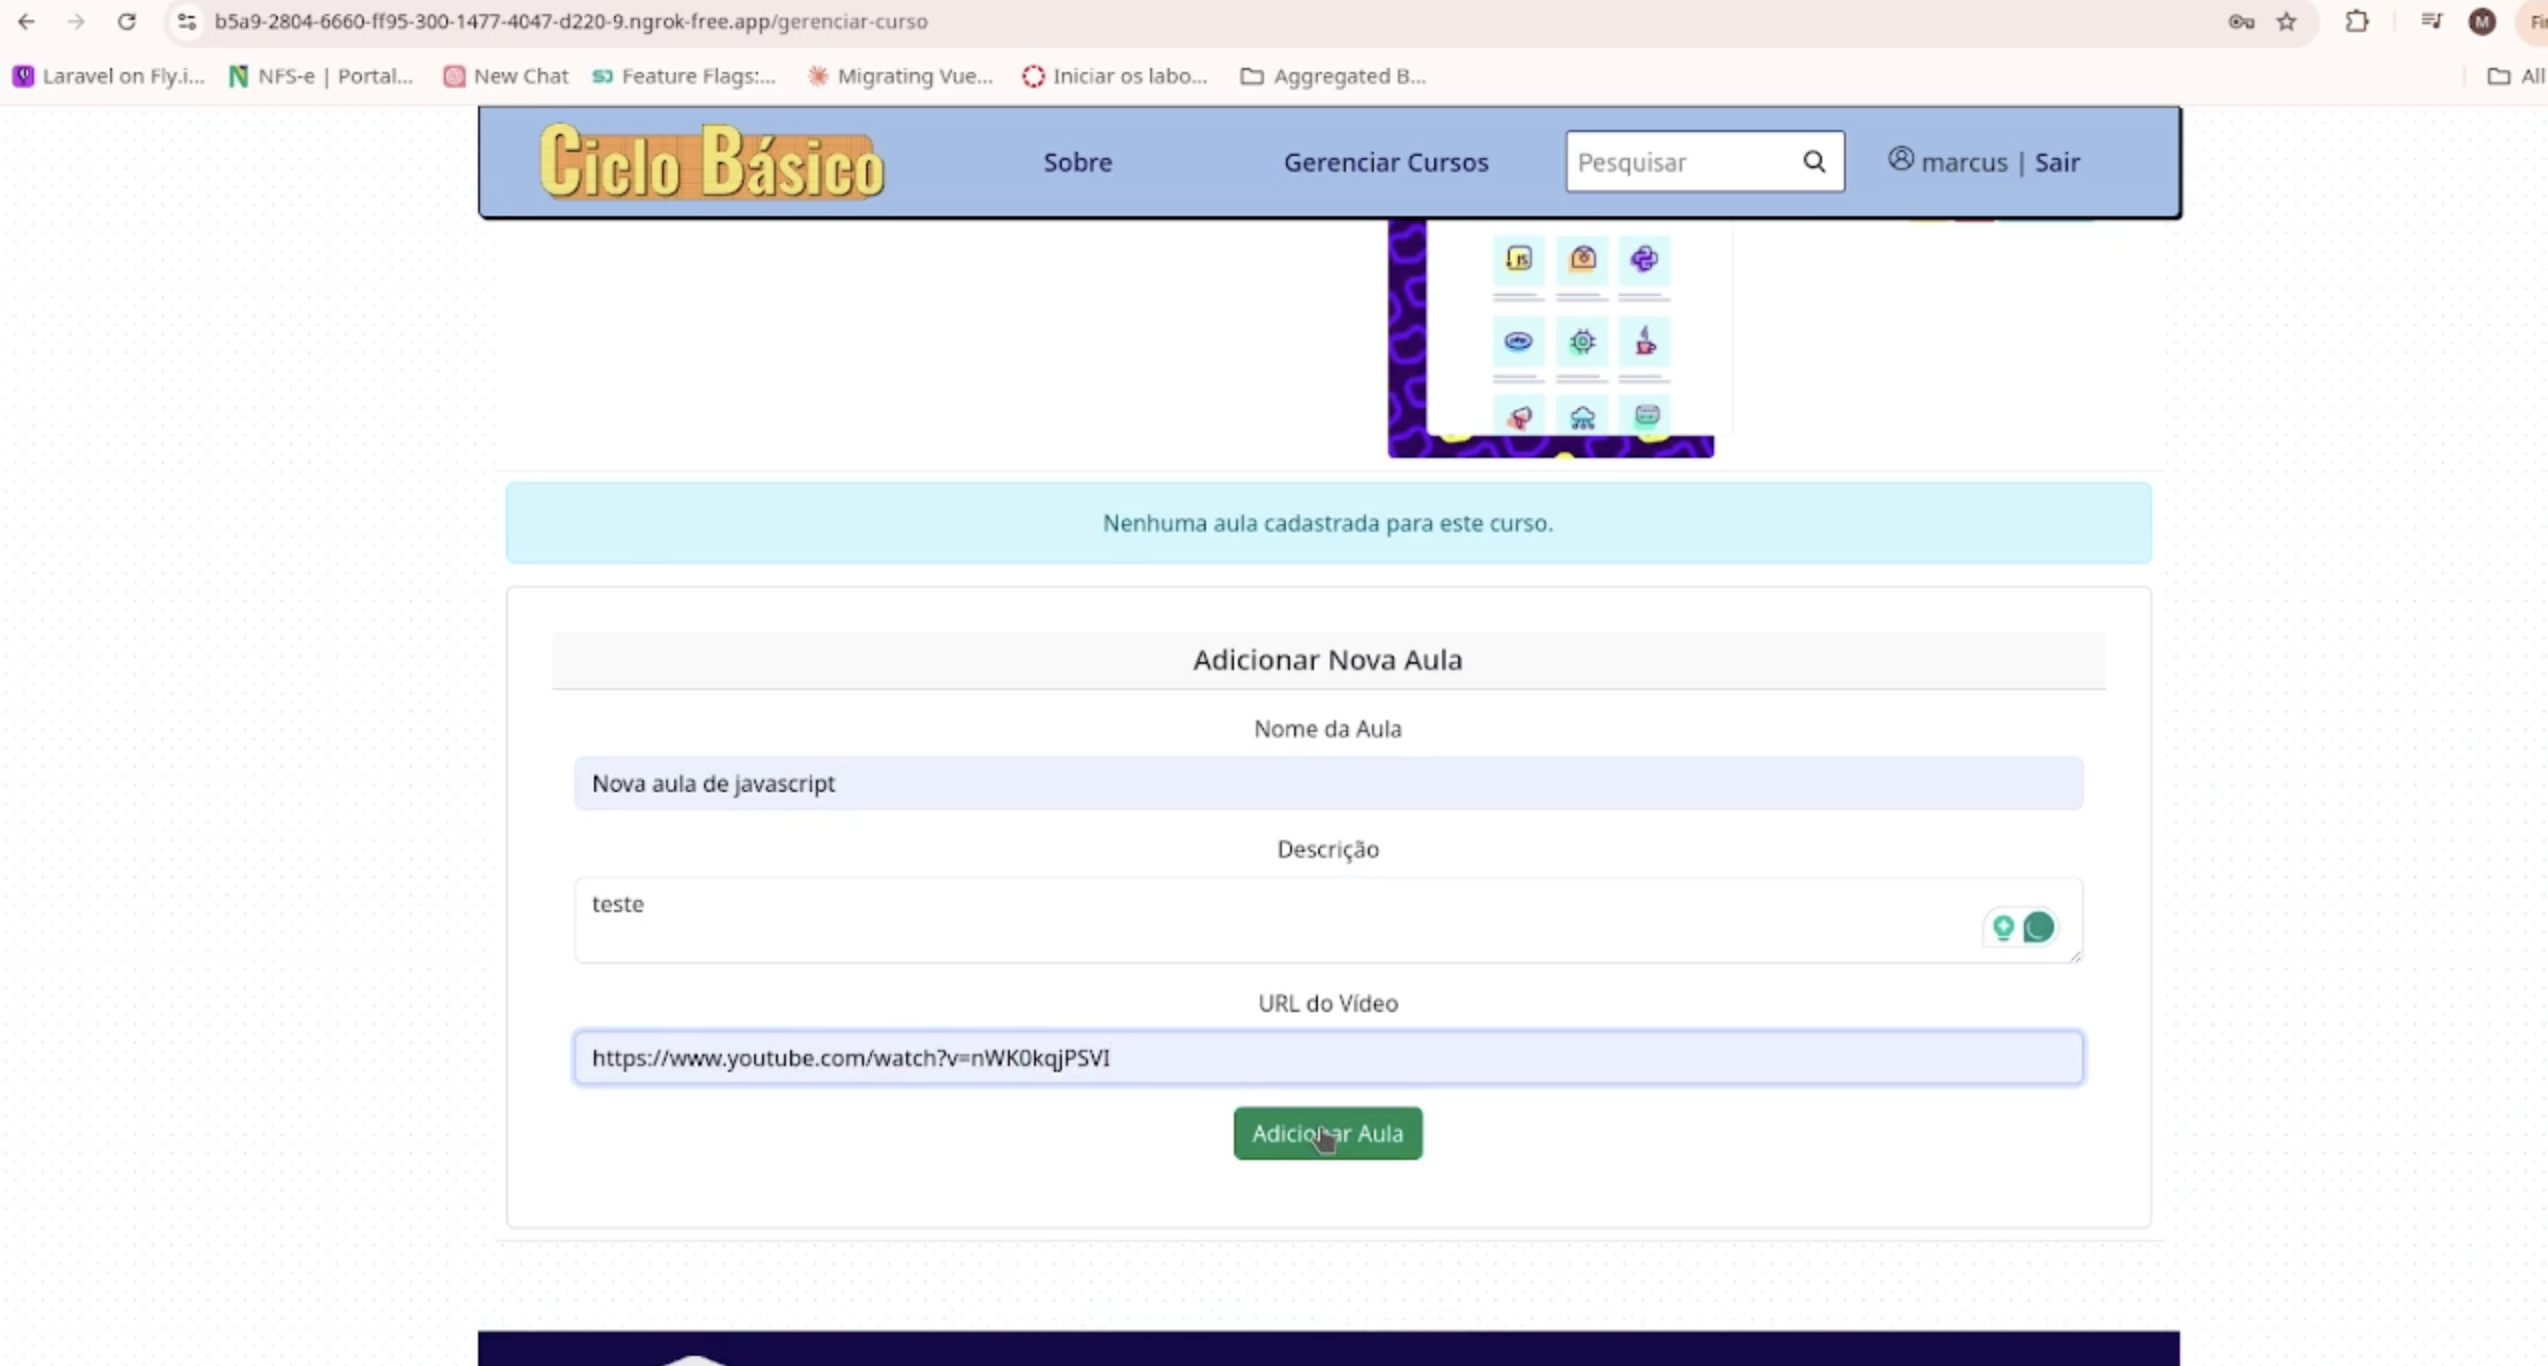 b5a9-2804-6660-ff95-300-1477-4047-d220-9.ngrok-free.app/gerenciar-curso
M
Laravel on Fly.i... NFS-e | Portal... New Chat Feature Flags:... Migrating Vue... Iniciar os labo... Aggregated B... All
Ciclo Básico Sobre Gerenciar Cursos Pesquisar marcus | Sair
JS
php
Nenhuma aula cadastrada para este curso.
Adicionar Nova Aula
Nome da Aula
Nova aula de javascript
Descrição
teste
URL do Vídeo
https://www.youtube.com/watch?v=nWK0kqjPSVI
Adicionar Aula